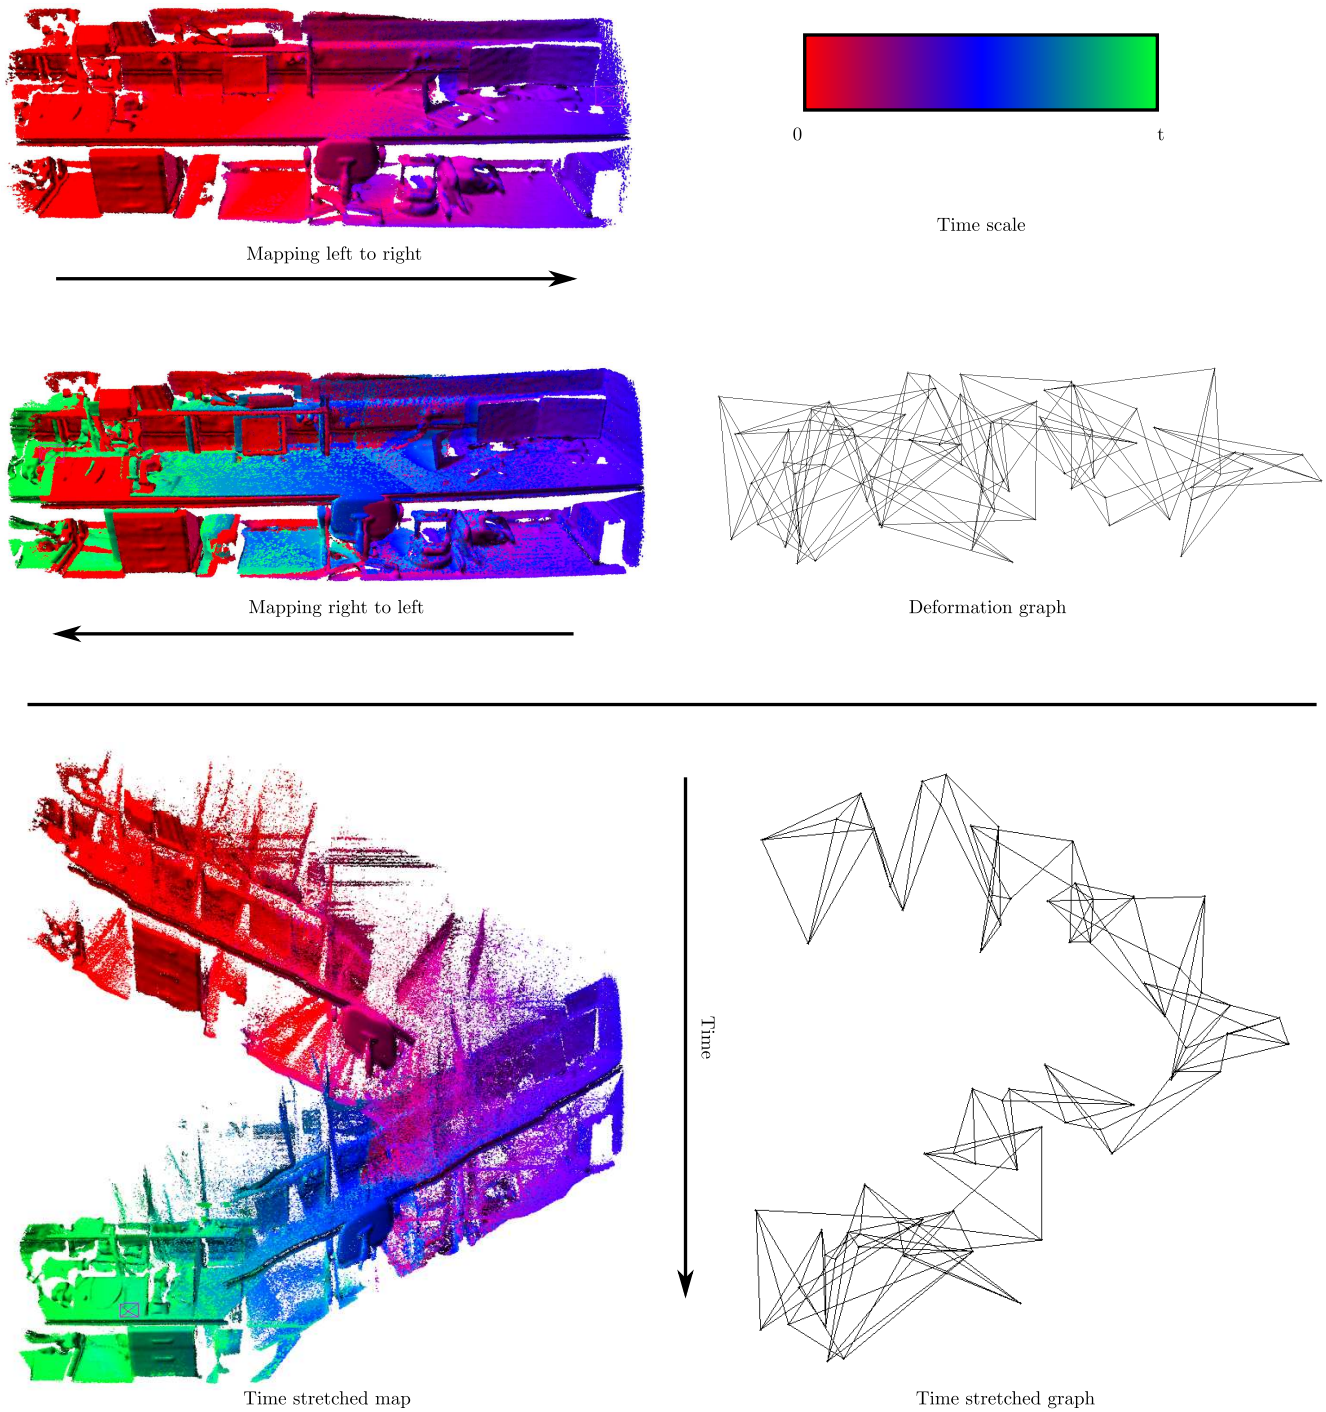 0
t
Time scale
Mapping left to right
Mapping right to left
Deformation graph
Time
Time stretched map
Time stretched graph